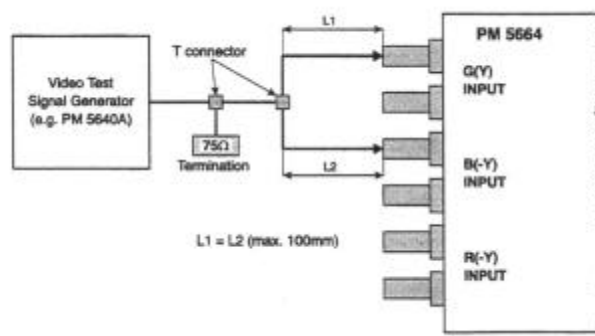 L1
PM 5664
T connector
Video Test
Signal Generator
(e.g. PM 5640A)
G(Y)
INPUT
75Ω
Termination
L2
B(-Y)
INPUT
L1 = L2 (max. 100mm)
R(-Y)
INPUT